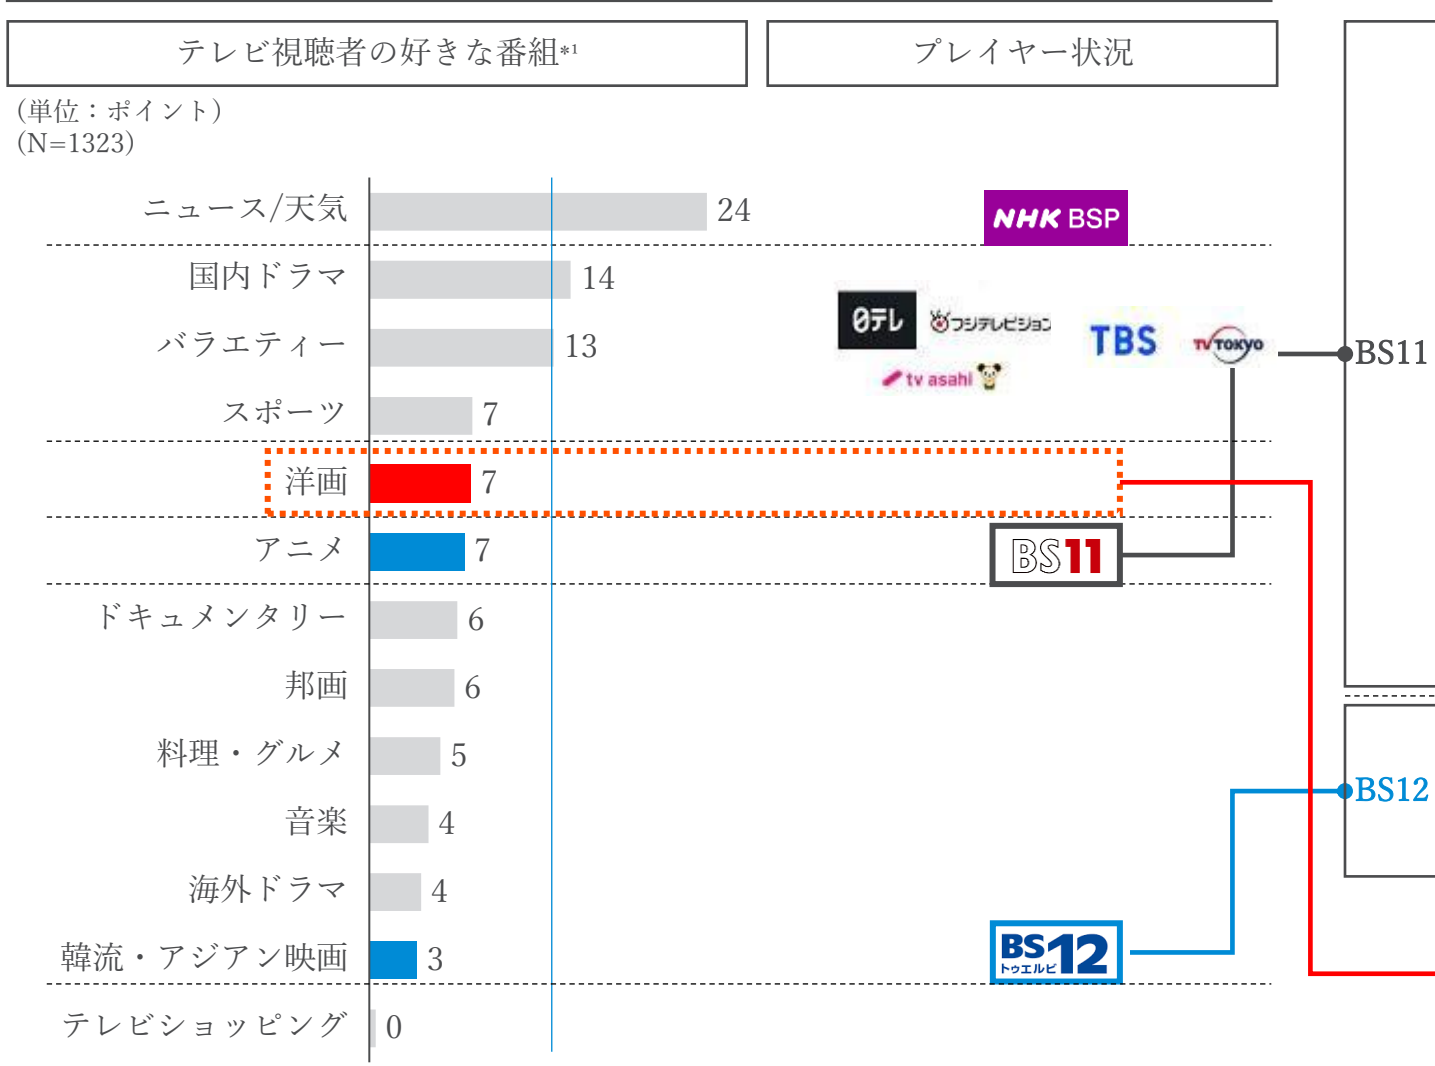 テレビ視聴者の好きな番組*1
プレイヤー状況
(単位：ポイント)
(N=1323)
ニュース/天気 24
NHK BSP
国内ドラマ 14
バラエティー 13
日テレ フジテレビジョン TBS TV TOKYO
tv asahi
BS11
スポーツ 7
洋画 7
アニメ 7
BS11
ドキュメンタリー 6
邦画 6
料理・グルメ 5
BS12
音楽 4
海外ドラマ 4
韓流・アジアン映画 3
BS12
トゥエルビ
テレビショッピング 0